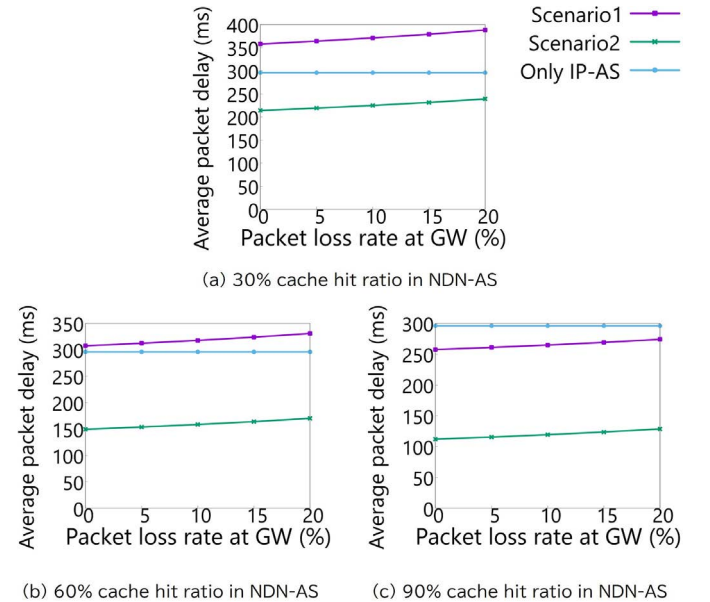 Scenario1
Scenario2
Only IP-AS
Average packet delay (ms)
400
350
300
250
200
150
100
50
0
0 5 10 15 20
Packet loss rate at GW (%)
(a) 30% cache hit ratio in NDN-AS
Average packet delay (ms)
350
300
250
200
150
100
50
0
0 5 10 15 20
Packet loss rate at GW (%)
(b) 60% cache hit ratio in NDN-AS
Average packet delay (ms)
300
250
200
150
100
50
0
0 5 10 15 20
Packet loss rate at GW (%)
(c) 90% cache hit ratio in NDN-AS